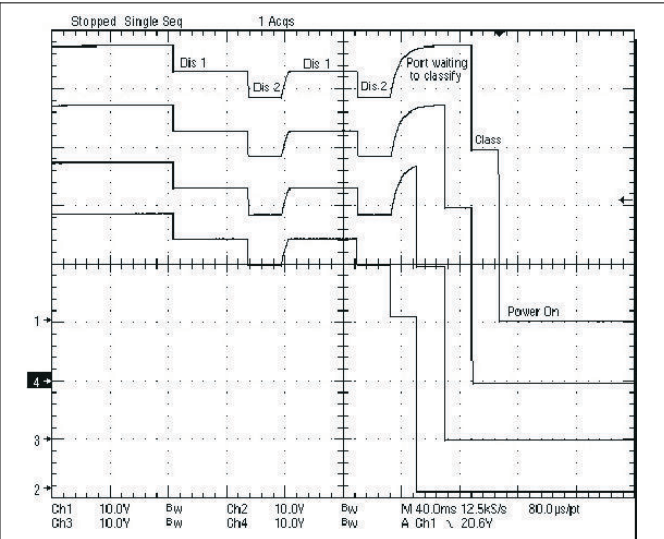 Stopped Single Seq 1 Acqs
Dis 1 Dis 1 Port waiting
to classify
Dis 2 Dis 2
Class
1
Power On
4
3
2
Ch1 10.0V Bw Ch2 10.0V Bw M 40.0ms 12.5kS/s 80.0µs/pt
Ch3 10.0V Bw Ch4 10.0V Bw A Ch1 \ 20.6V